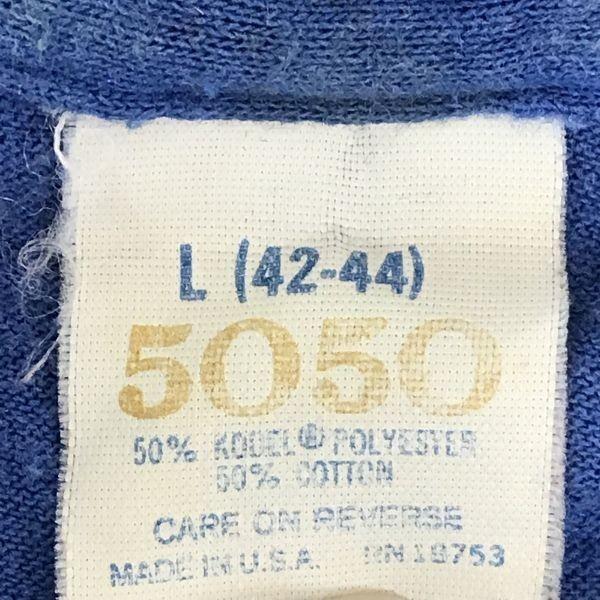 L (42-44)
5050
50% KODEL® POLYESTER
50% COTTON
CARE ON REVERSE
MADE IN U.S.A. RN 18753